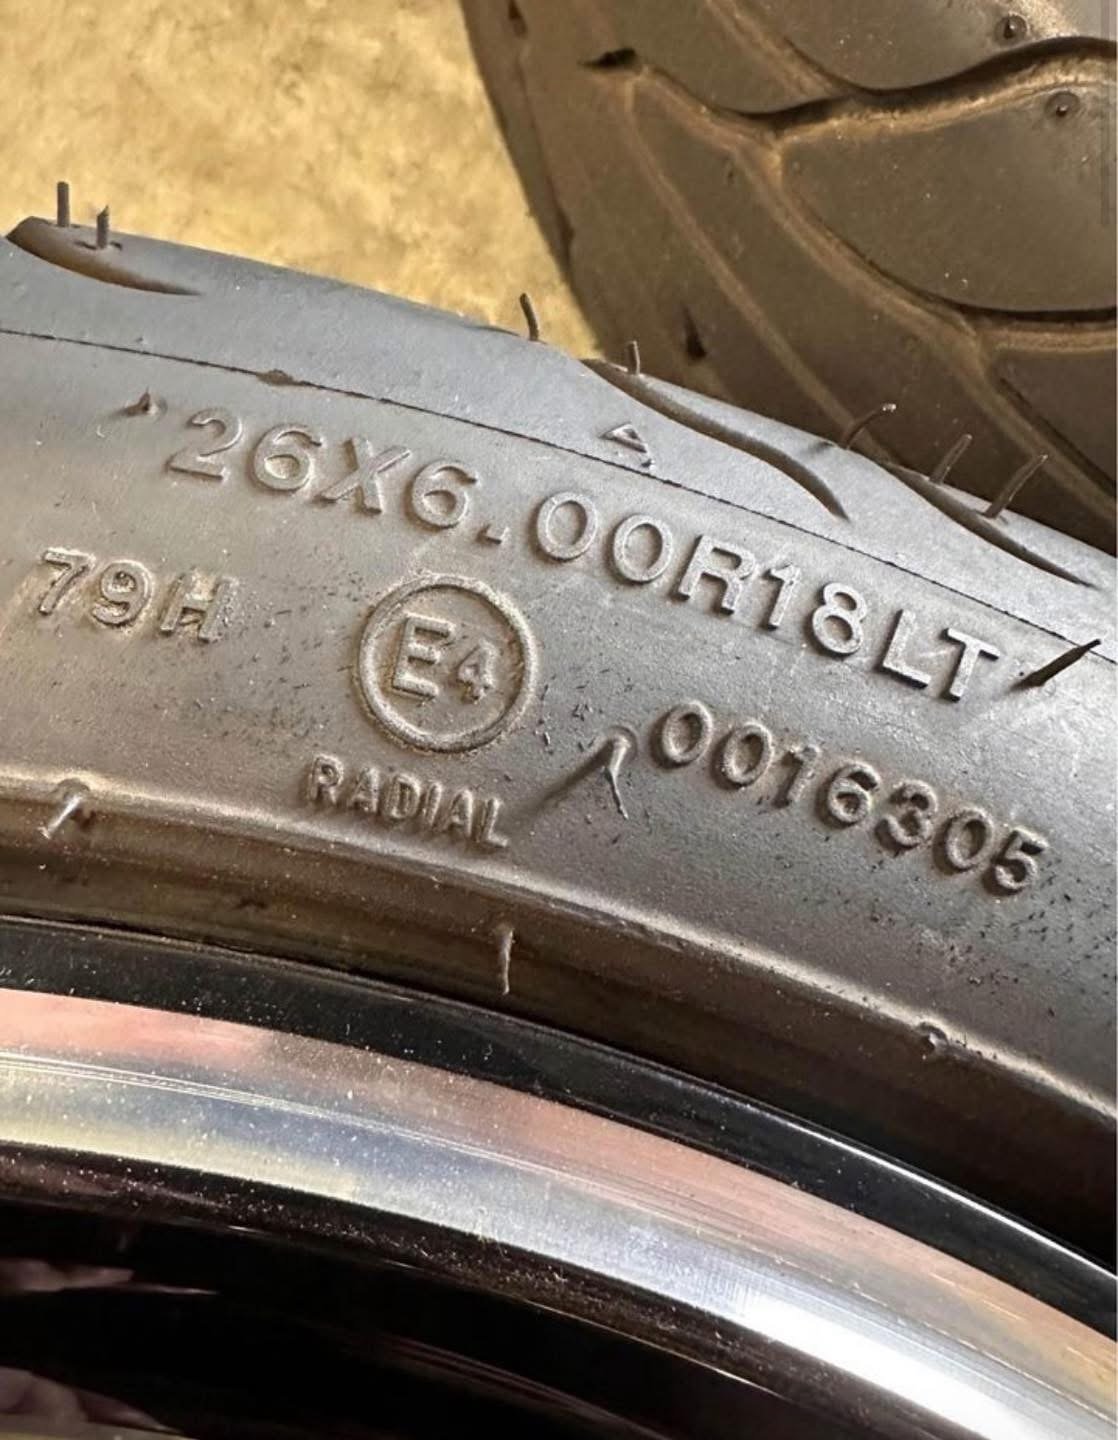 26X6.00R18LT
79H
E4
0016305
RADIAL